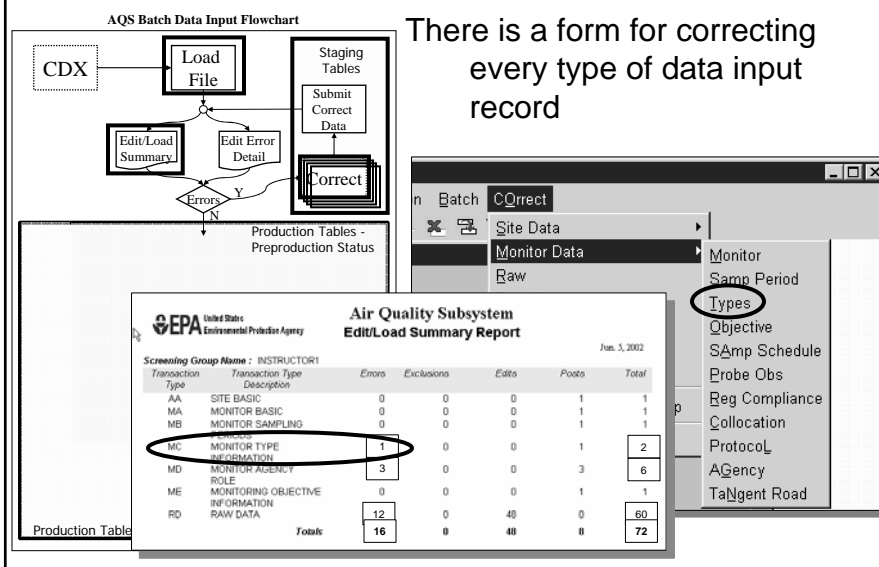 AQS Batch Data Input Flowchart
There is a form for correcting
every type of data input
record
CDX
Load
File
Staging
Tables
Submit
Correct
Data
Edit/Load
Summary
Edit Error
Detail
Correct
Errors
Y
N
Production Tables -
Preproduction Status
Production Table
n Batch COrrect
Site Data
Monitor Data
Raw
p
Monitor
Samp Period
Types
Objective
SAmp Schedule
Probe Obs
Reg Compliance
Collocation
ProtocoL
AGency
TaNgent Road
EPA United States
Environmental Protection Agency
Air Quality Subsystem
Edit/Load Summary Report
Jun. 5, 2002
Screening Group Name : INSTRUCTOR1
Transaction Type Transaction Type Description Errors Exclusions Edits Posts Total
AA SITE BASIC 0 0 0 1 1
MA MONITOR BASIC 0 0 0 1 1
MB MONITOR SAMPLING 0 0 0 1 1
PERIODS
MC MONITOR TYPE 1 0 0 1 2
INFORMATION
MD MONITOR AGENCY 3 0 0 3 6
ROLE
ME MONITORING OBJECTIVE 0 0 0 1 1
INFORMATION
RD RAW DATA 12 0 48 0 60
Totals 16 0 48 8 72